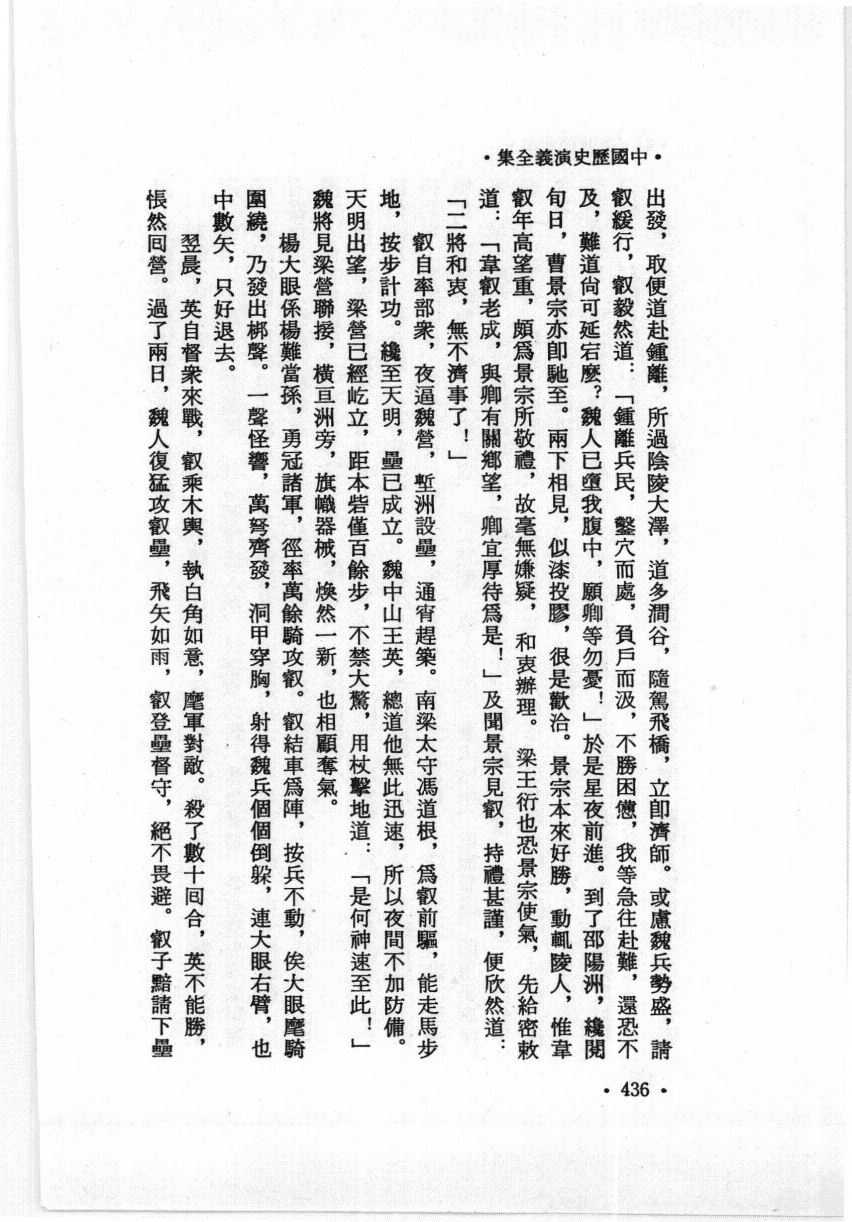 ·中國歷史演義全集·
出發，取便道赴鍾離，所過陰陵大澤，道多澗谷，隨駕飛橋，立卽濟師。或慮魏兵勢盛，請
叡緩行，叡毅然道：「鍾離兵民，鑿穴而處，負戶而汲，不勝困憊，我等急往赴難，還恐不
及，難道尙可延宕麼？魏人已墮我腹中，願卿等勿憂！」於是星夜前進。到了邵陽洲，纔閱
旬日，曹景宗亦卽馳至。兩下相見，似漆投膠，很是歡洽。景宗本來好勝，動輒陵人，惟韋
叡年高望重，頗爲景宗所敬禮，故毫無嫌疑，和衷辦理。梁王衍也恐景宗使氣，先給密敕
道：「韋叡老成，與卿有關鄉望，卿宜厚待爲是！」及聞景宗見叡，持禮甚謹，便欣然道：
「二將和衷，無不濟事了！」
叡自率部衆，夜逼魏營，塹洲設壘，通宵趕築。南梁太守馮道根，爲叡前驅，能走馬步
地，按步計功。纔至天明，壘已成立。魏中山王英，總道他無此迅速，所以夜間不加防備。
天明出望，梁營已經屹立，距本砦僅百餘步，不禁大驚，用杖擊地道：「是何神速至此！」
魏將見梁營聯接，橫亘洲旁，旗幟器械，煥然一新，也相顧奪氣。
楊大眼係楊難當孫，勇冠諸軍，徑率萬餘騎攻叡。叡結車爲陣，按兵不動，俟大眼麾騎
圍繞，乃發出梆聲。一聲怪響，萬弩齊發，洞甲穿胸，射得魏兵個個倒躱，連大眼右臂，也
中數矢，只好退去。
翌晨，英自督衆來戰，叡乘木輿，執白角如意，麾軍對敵。殺了數十囘合，英不能勝，
悵然囘營。過了兩日，魏人復猛攻叡壘，飛矢如雨，叡登壘督守，絕不畏避。叡子黯請下壘
·436·